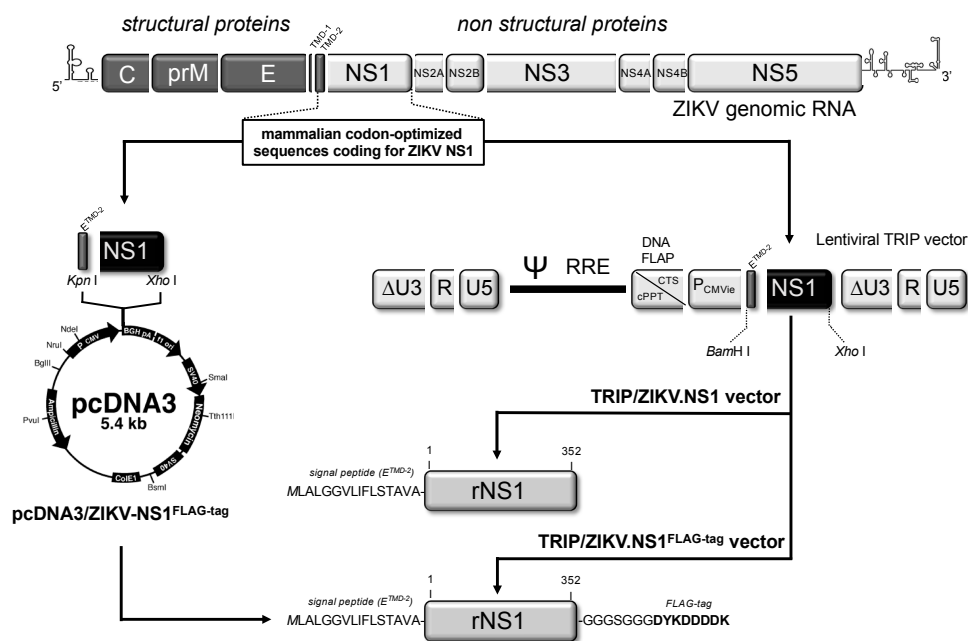 structural proteins
non structural proteins
TMD-1
TMD-2
C
prM
E
NS1
NS2A
NS2B
NS3
NS4A
NS4B
NS5
5'
3'
ZIKV genomic RNA
mammalian codon-optimized
sequences coding for ZIKV NS1
E^TMD-2
NS1
Kpn I
Xho I
Lentiviral TRIP vector
ΔU3
R
U5
Ψ
RRE
DNA
FLAP
CTS
cPPT
PCMVie
E^TMD-2
NS1
ΔU3
R
U5
BamH I
Xho I
P CMV
BGH pA
f1 ori
SV40
Neomycin
SV40
ColE1
Ampicillin
NdeI
NruI
BglII
PvuI
SmaI
Tth111I
BsmI
pcDNA3
5.4 kb
pcDNA3/ZIKV-NS1^FLAG-tag
TRIP/ZIKV.NS1 vector
1
352
signal peptide (E^TMD-2)
MLALGGVLIFLSTAVA-
rNS1
TRIP/ZIKV.NS1^FLAG-tag vector
1
352
signal peptide (E^TMD-2)
FLAG-tag
MLALGGVLIFLSTAVA-
rNS1
-GGGSGGGDYKDDDDK